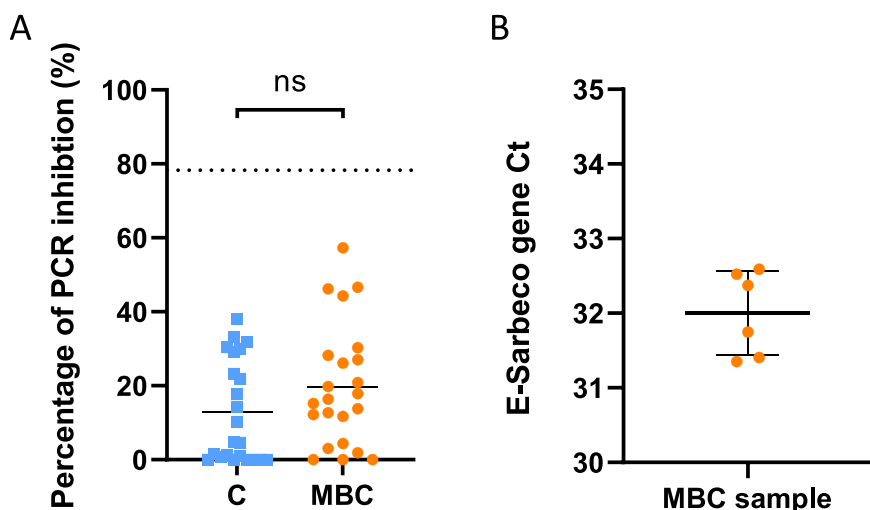 A
Percentage of PCR inhibtion (%)
100
80
60
40
20
0
ns
C
MBC
B
E-Sarbeco gene Ct
35
34
33
32
31
30
MBC sample